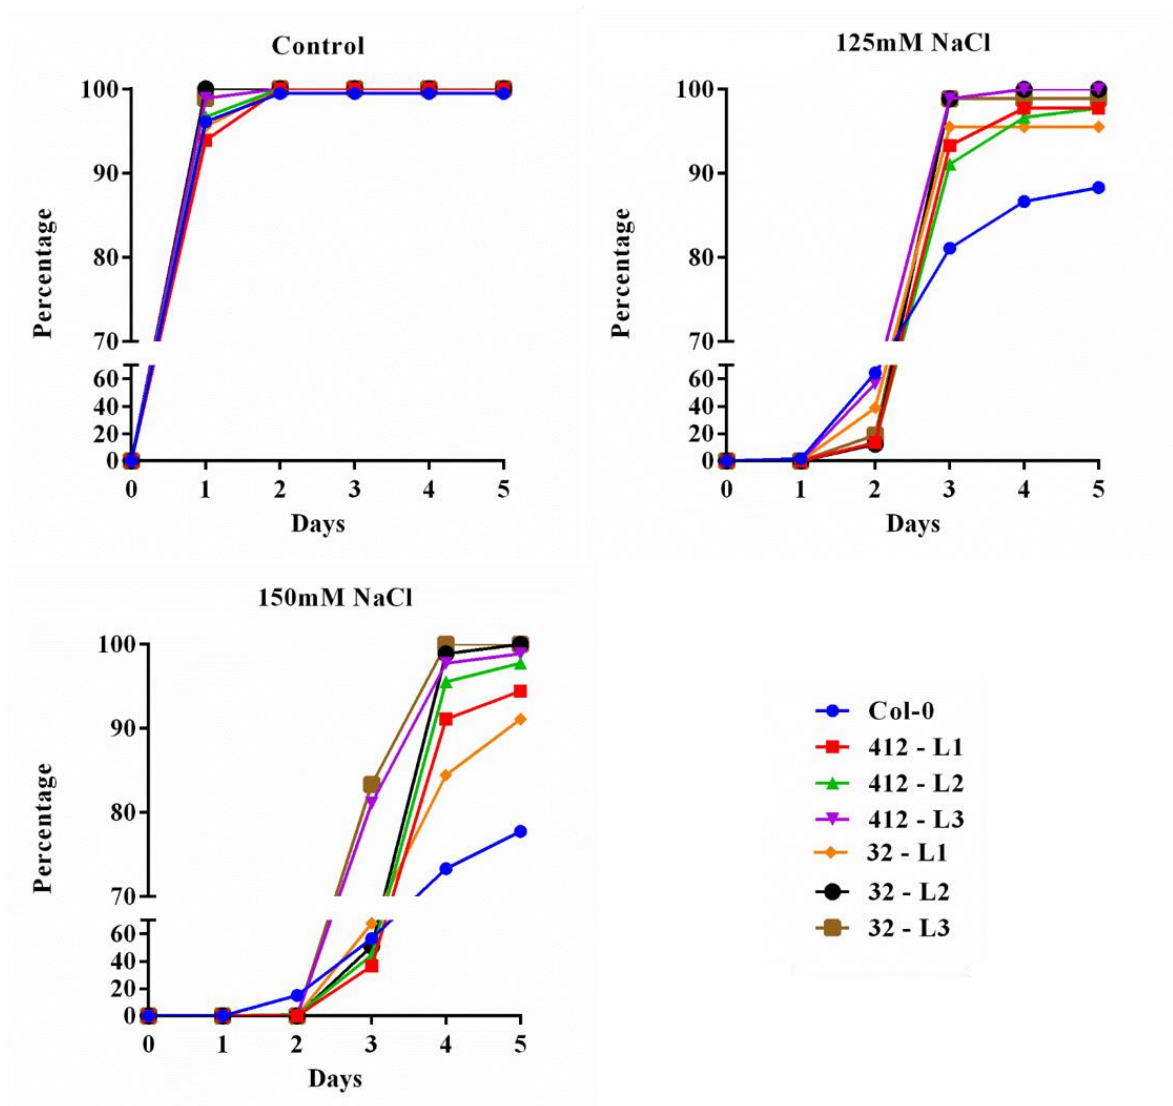 Control
100
90
80
70
60
40
20
0
Percentage
0 1 2 3 4 5
Days
125mM NaCl
100
90
80
70
60
40
20
0
Percentage
0 1 2 3 4 5
Days
150mM NaCl
100
90
80
70
60
40
20
0
Percentage
0 1 2 3 4 5
Days
Col-0
412 - L1
412 - L2
412 - L3
32 - L1
32 - L2
32 - L3